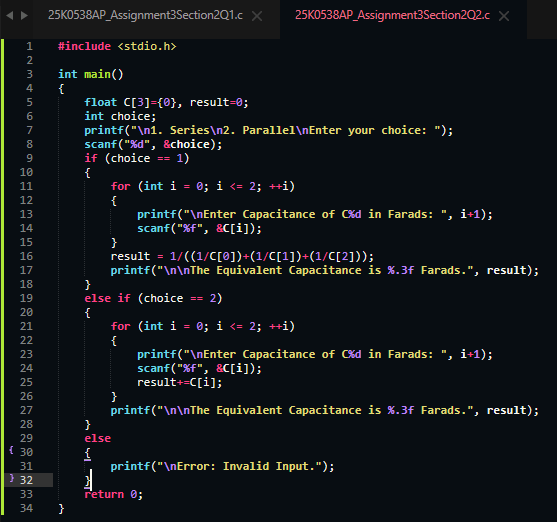 25K0538AP_Assignment3Section2Q1.c 25K0538AP_Assignment3Section2Q2.c
1 #include <stdio.h>
2
3 int main()
4 {
5 float C[3]={0}, result=0;
6 int choice;
7 printf("\n1. Series\n2. Parallel\nEnter your choice: ");
8 scanf("%d", &choice);
9 if (choice == 1)
10 {
11 for (int i = 0; i <= 2; ++i)
12 {
13 printf("\nEnter Capacitance of C%d in Farads: ", i+1);
14 scanf("%f", &C[i]);
15 }
16 result = 1/((1/C[0])+(1/C[1])+(1/C[2]));
17 printf("\n\nThe Equivalent Capacitance is %.3f Farads.", result);
18 }
19 else if (choice == 2)
20 {
21 for (int i = 0; i <= 2; ++i)
22 {
23 printf("\nEnter Capacitance of C%d in Farads: ", i+1);
24 scanf("%f", &C[i]);
25 result+=C[i];
26 }
27 printf("\n\nThe Equivalent Capacitance is %.3f Farads.", result);
28 }
29 else
{ 30 {
31 printf("\nError: Invalid Input.");
} 32 }
33 return 0;
34 }